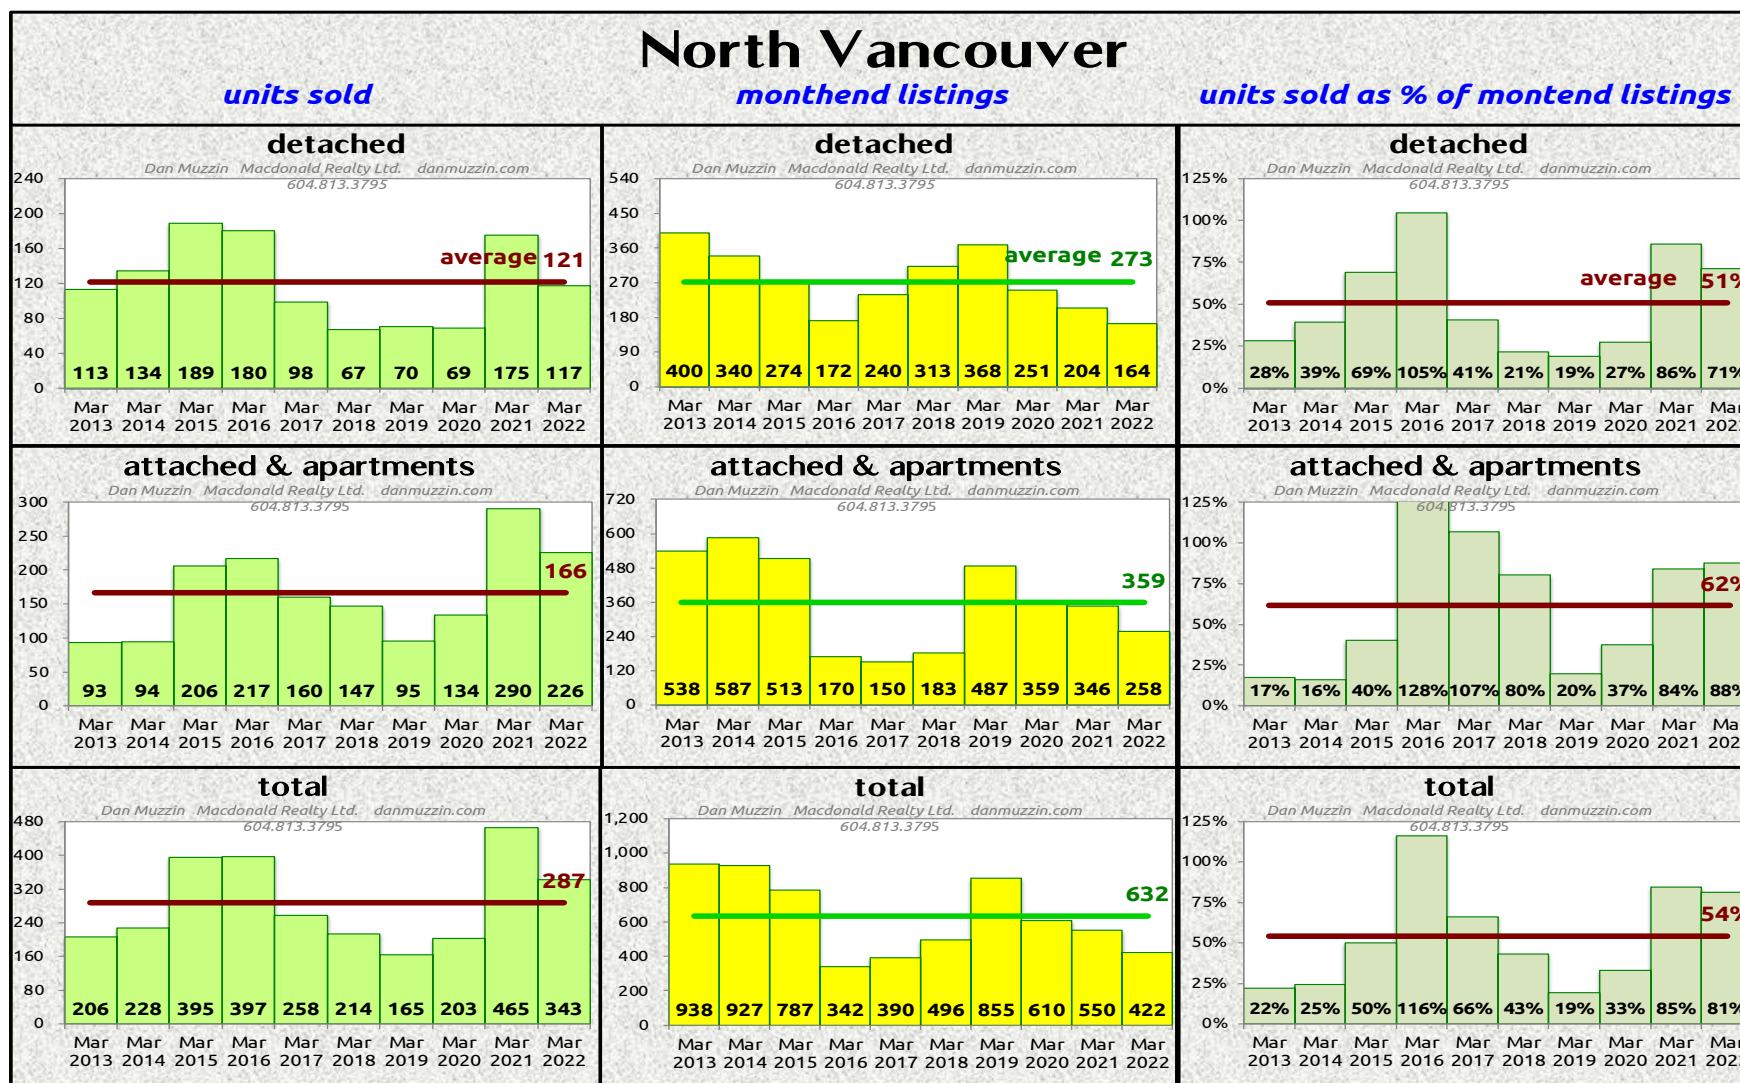 North Vancouver
units sold
monthend listings
units sold as % of montend listings
detached
Dan Muzzin Macdonald Realty Ltd. danmuzzin.com
604.813.3795
240
200
160
120
80
40
0
average 121
113 134 189 180 98 67 70 69 175 117
Mar Mar Mar Mar Mar Mar Mar Mar Mar Mar
2013 2014 2015 2016 2017 2018 2019 2020 2021 2022
detached
Dan Muzzin Macdonald Realty Ltd. danmuzzin.com
604.813.3795
540
450
360
270
180
90
0
average 273
400 340 274 172 240 313 368 251 204 164
Mar Mar Mar Mar Mar Mar Mar Mar Mar Mar
2013 2014 2015 2016 2017 2018 2019 2020 2021 2022
detached
Dan Muzzin Macdonald Realty Ltd. danmuzzin.com
604.813.3795
125%
100%
75%
50%
25%
0%
average 51%
28% 39% 69% 105% 41% 21% 19% 27% 86% 71%
Mar Mar Mar Mar Mar Mar Mar Mar Mar Mar
2013 2014 2015 2016 2017 2018 2019 2020 2021 2022
attached & apartments
Dan Muzzin Macdonald Realty Ltd. danmuzzin.com
604.813.3795
300
250
200
150
100
50
0
166
93 94 206 217 160 147 95 134 290 226
Mar Mar Mar Mar Mar Mar Mar Mar Mar Mar
2013 2014 2015 2016 2017 2018 2019 2020 2021 2022
attached & apartments
Dan Muzzin Macdonald Realty Ltd. danmuzzin.com
604.813.3795
720
600
480
360
240
120
0
359
538 587 513 170 150 183 487 359 346 258
Mar Mar Mar Mar Mar Mar Mar Mar Mar Mar
2013 2014 2015 2016 2017 2018 2019 2020 2021 2022
attached & apartments
Dan Muzzin Macdonald Realty Ltd. danmuzzin.com
604.813.3795
125%
100%
75%
50%
25%
0%
62%
17% 16% 40% 128% 107% 80% 20% 37% 84% 88%
Mar Mar Mar Mar Mar Mar Mar Mar Mar Mar
2013 2014 2015 2016 2017 2018 2019 2020 2021 202
total
Dan Muzzin Macdonald Realty Ltd. danmuzzin.com
604.813.3795
480
400
320
240
160
80
0
287
206 228 395 397 258 214 165 203 465 343
Mar Mar Mar Mar Mar Mar Mar Mar Mar Mar
2013 2014 2015 2016 2017 2018 2019 2020 2021 2022
total
Dan Muzzin Macdonald Realty Ltd. danmuzzin.com
604.813.3795
1,200
1,000
800
600
400
200
0
632
938 927 787 342 390 496 855 610 550 422
Mar Mar Mar Mar Mar Mar Mar Mar Mar Mar
2013 2014 2015 2016 2017 2018 2019 2020 2021 2022
total
Dan Muzzin Macdonald Realty Ltd. danmuzzin.com
604.813.3795
125%
100%
75%
50%
25%
0%
54%
22% 25% 50% 116% 66% 43% 19% 33% 85% 81%
Mar Mar Mar Mar Mar Mar Mar Mar Mar Mar
2013 2014 2015 2016 2017 2018 2019 2020 2021 202